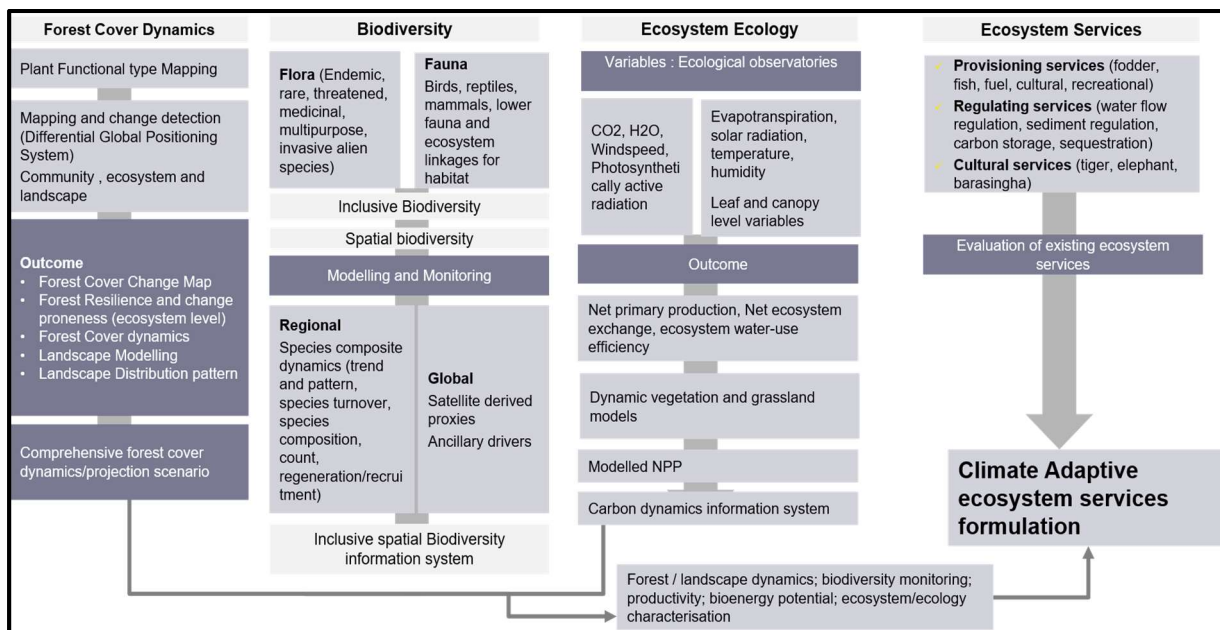 Forest Cover Dynamics
Plant Functional type Mapping
Mapping and change detection
(Differential Global Positioning
System)
Community , ecosystem and
landscape
Outcome
• Forest Cover Change Map
• Forest Resilience and change
proneness (ecosystem level)
• Forest Cover dynamics
• Landscape Modelling
• Landscape Distribution pattern
Comprehensive forest cover
dynamics/projection scenario
Biodiversity
Flora (Endemic,
rare, threatened,
medicinal,
multipurpose,
invasive alien
species)
Fauna
Birds, reptiles,
mammals, lower
fauna and
ecosystem
linkages for
habitat
Inclusive Biodiversity
Spatial biodiversity
Modelling and Monitoring
Regional
Species composite
dynamics (trend
and pattern,
species turnover,
species
composition,
count,
regeneration/recrui
tment)
Global
Satellite derived
proxies
Ancillary drivers
Inclusive spatial Biodiversity
information system
Ecosystem Ecology
Variables : Ecological observatories
CO2, H2O,
Windspeed,
Photosyntheti
cally active
radiation
Evapotranspiration,
solar radiation,
temperature,
humidity
Leaf and canopy
level variables
Outcome
Net primary production, Net ecosystem
exchange, ecosystem water-use
efficiency
Dynamic vegetation and grassland
models
Modelled NPP
Carbon dynamics information system
Ecosystem Services
✓ Provisioning services (fodder,
fish, fuel, cultural, recreational)
✓ Regulating services (water flow
regulation, sediment regulation,
carbon storage, sequestration)
✓ Cultural services (tiger, elephant,
barasingha)
Evaluation of existing ecosystem
services
Climate Adaptive
ecosystem services
formulation
Forest / landscape dynamics; biodiversity monitoring;
productivity; bioenergy potential; ecosystem/ecology
characterisation